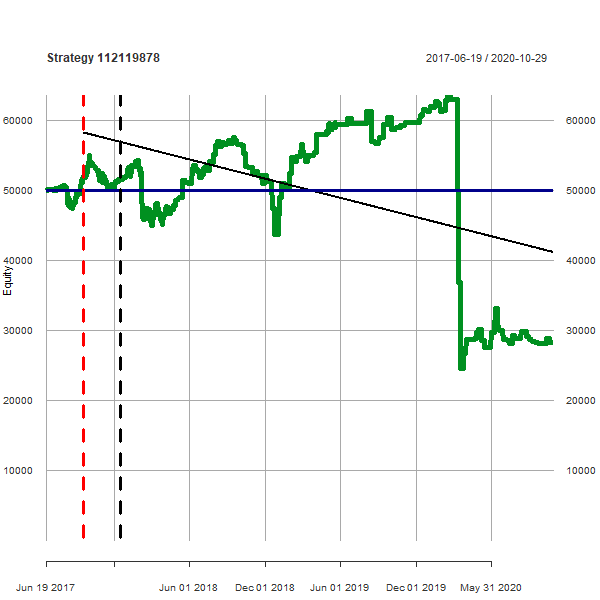 Strategy 112119878
2017-06-19 / 2020-10-29
60000
60000
50000
50000
40000
40000
Equity
30000
30000
20000
20000
10000
10000
Jun 19 2017
Jun 01 2018
Dec 01 2018
Jun 01 2019
Dec 01 2019
May 31 2020